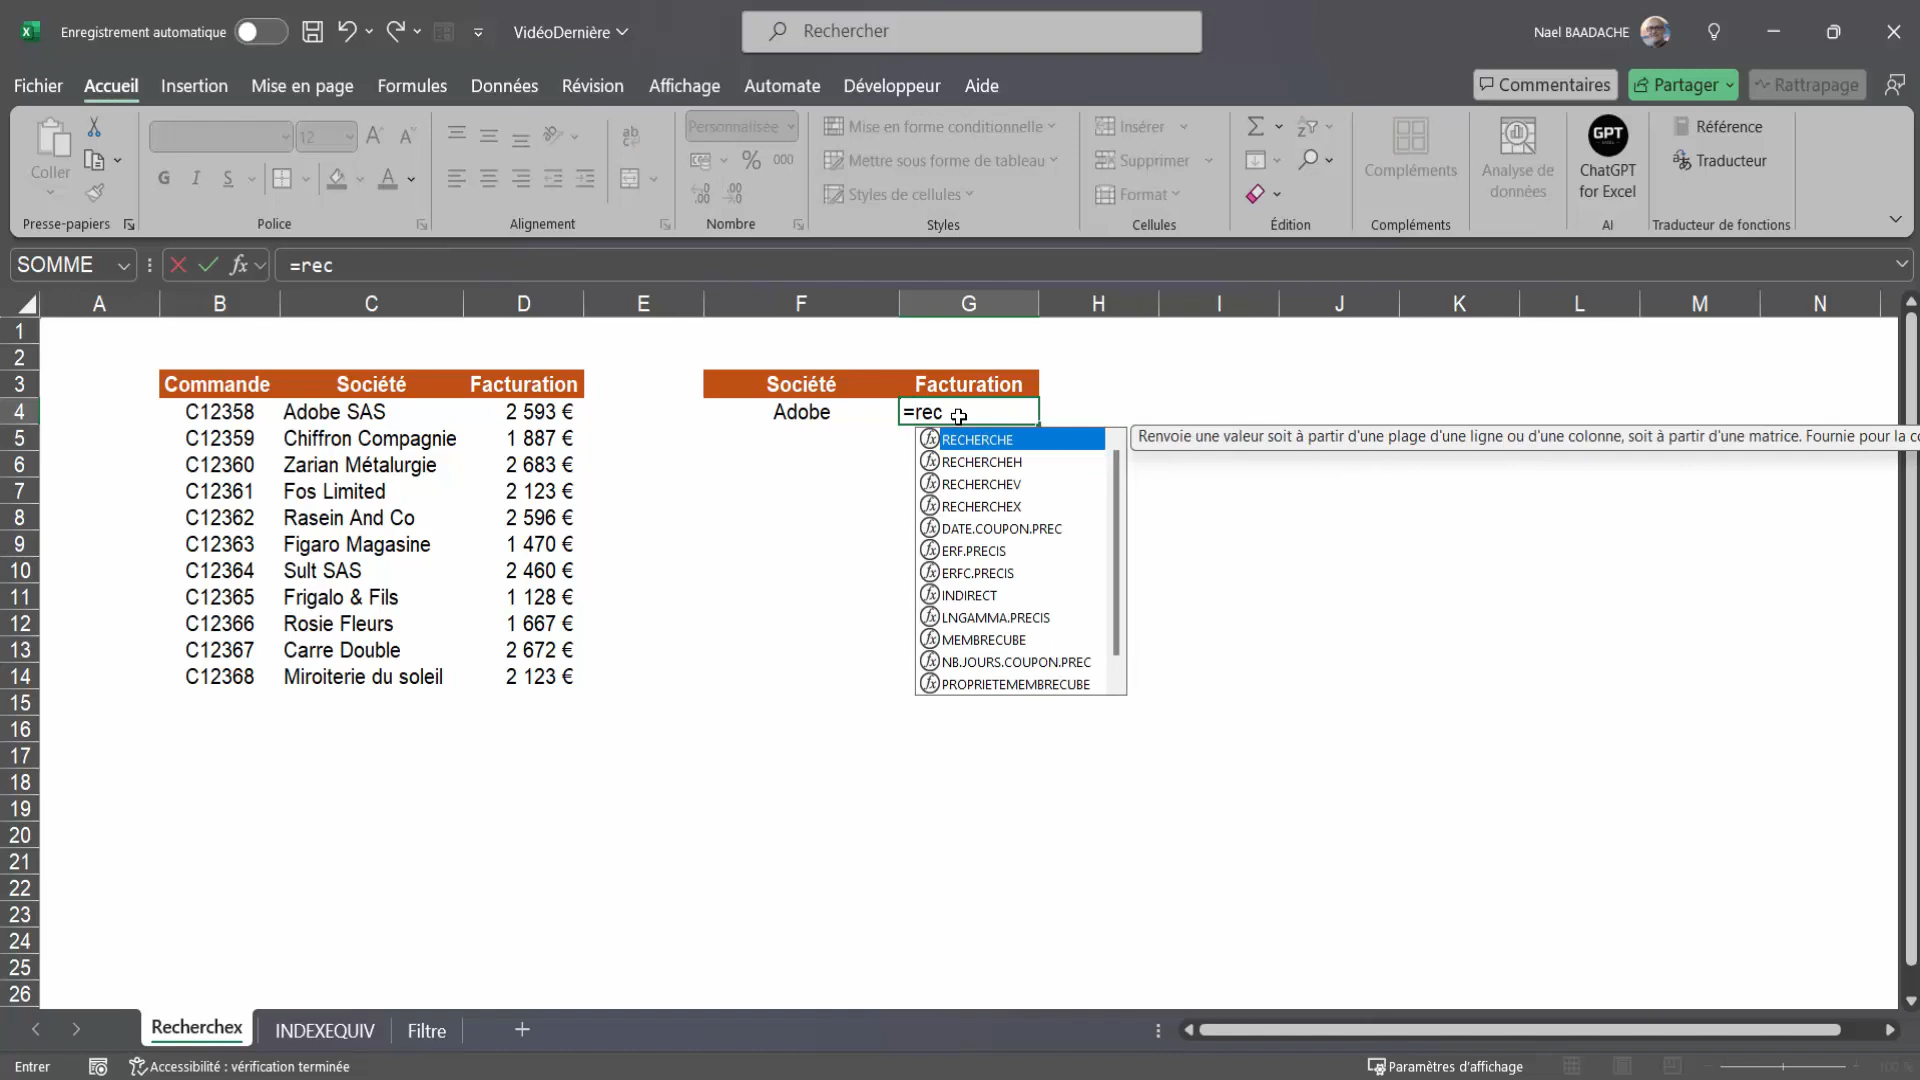 Enregistrement automatique
VidéoDernière
Rechercher
Nael BAADACHE
Fichier Accueil Insertion Mise en page Formules Données Révision Affichage Automate Développeur Aide
Commentaires Partager Rattrapage
Coller
12
G I S
Personnalisée
% 000
Mise en forme conditionnelle
Mettre sous forme de tableau
Styles de cellules
Insérer
Supprimer
Format
Compléments
Analyse de données
GPT
ChatGPT for Excel
Référence
Traducteur
Presse-papiers Police Alignement Nombre Styles Cellules Édition Compléments AI Traducteur de fonctions
SOMME fx =rec
A B C D E F G H I J K L M N
1
2
3 Commande Société Facturation Société Facturation
4 C12358 Adobe SAS 2 593 € Adobe =rec
5 C12359 Chiffron Compagnie 1 887 €
6 C12360 Zarian Métalurgie 2 683 €
7 C12361 Fos Limited 2 123 €
8 C12362 Rasein And Co 2 596 €
9 C12363 Figaro Magasine 1 470 €
10 C12364 Sult SAS 2 460 €
11 C12365 Frigalo & Fils 1 128 €
12 C12366 Rosie Fleurs 1 667 €
13 C12367 Carre Double 2 672 €
14 C12368 Miroiterie du soleil 2 123 €
15
16
17
18
19
20
21
22
23
24
25
26
RECHERCHE
RECHERCHEH
RECHERCHEV
RECHERCHEX
DATE.COUPON.PREC
ERF.PRECIS
ERFC.PRECIS
INDIRECT
LNGAMMA.PRECIS
MEMBRECUBE
NB.JOURS.COUPON.PREC
PROPRIETEMEMBRECUBE
Renvoie une valeur soit à partir d'une plage d'une ligne ou d'une colonne, soit à partir d'une matrice. Fournie pour la co
Recherchex INDEXEQUIV Filtre
Entrer Accessibilité : vérification terminée Paramètres d'affichage